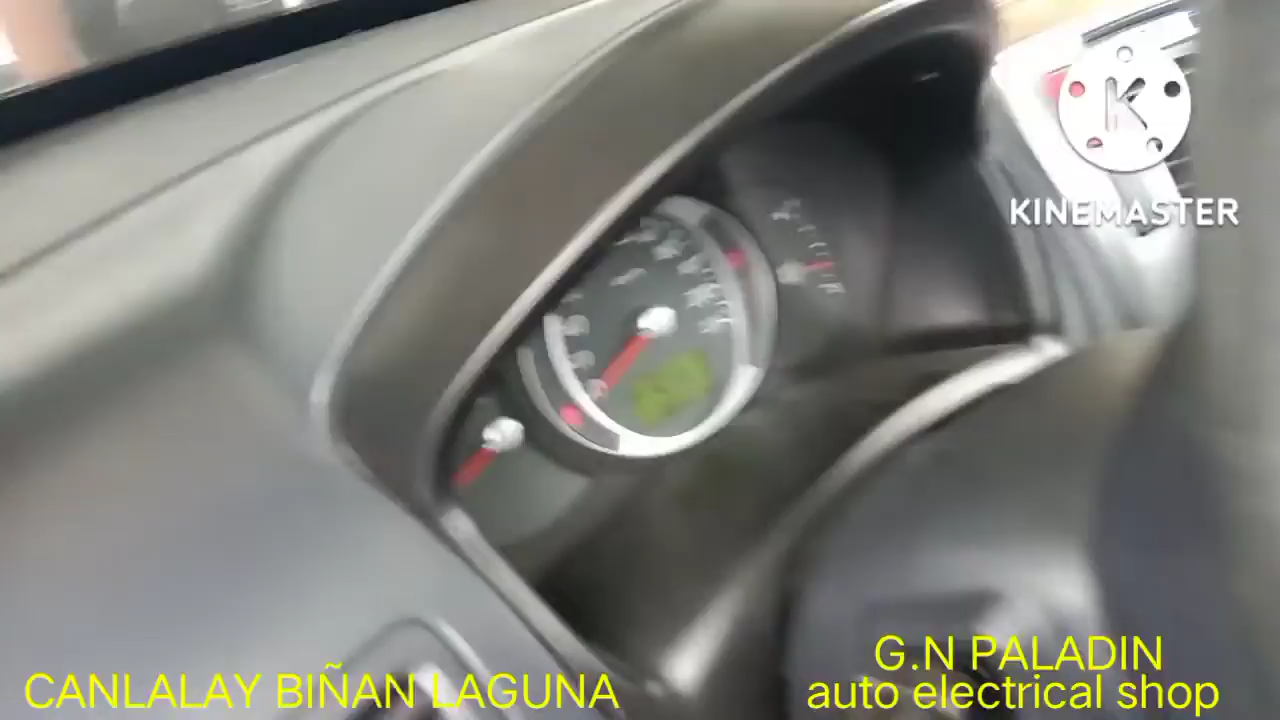 K
KINEMASTER
CANLALAY BIÑAN LAGUNA
G.N PALADIN
auto electrical shop